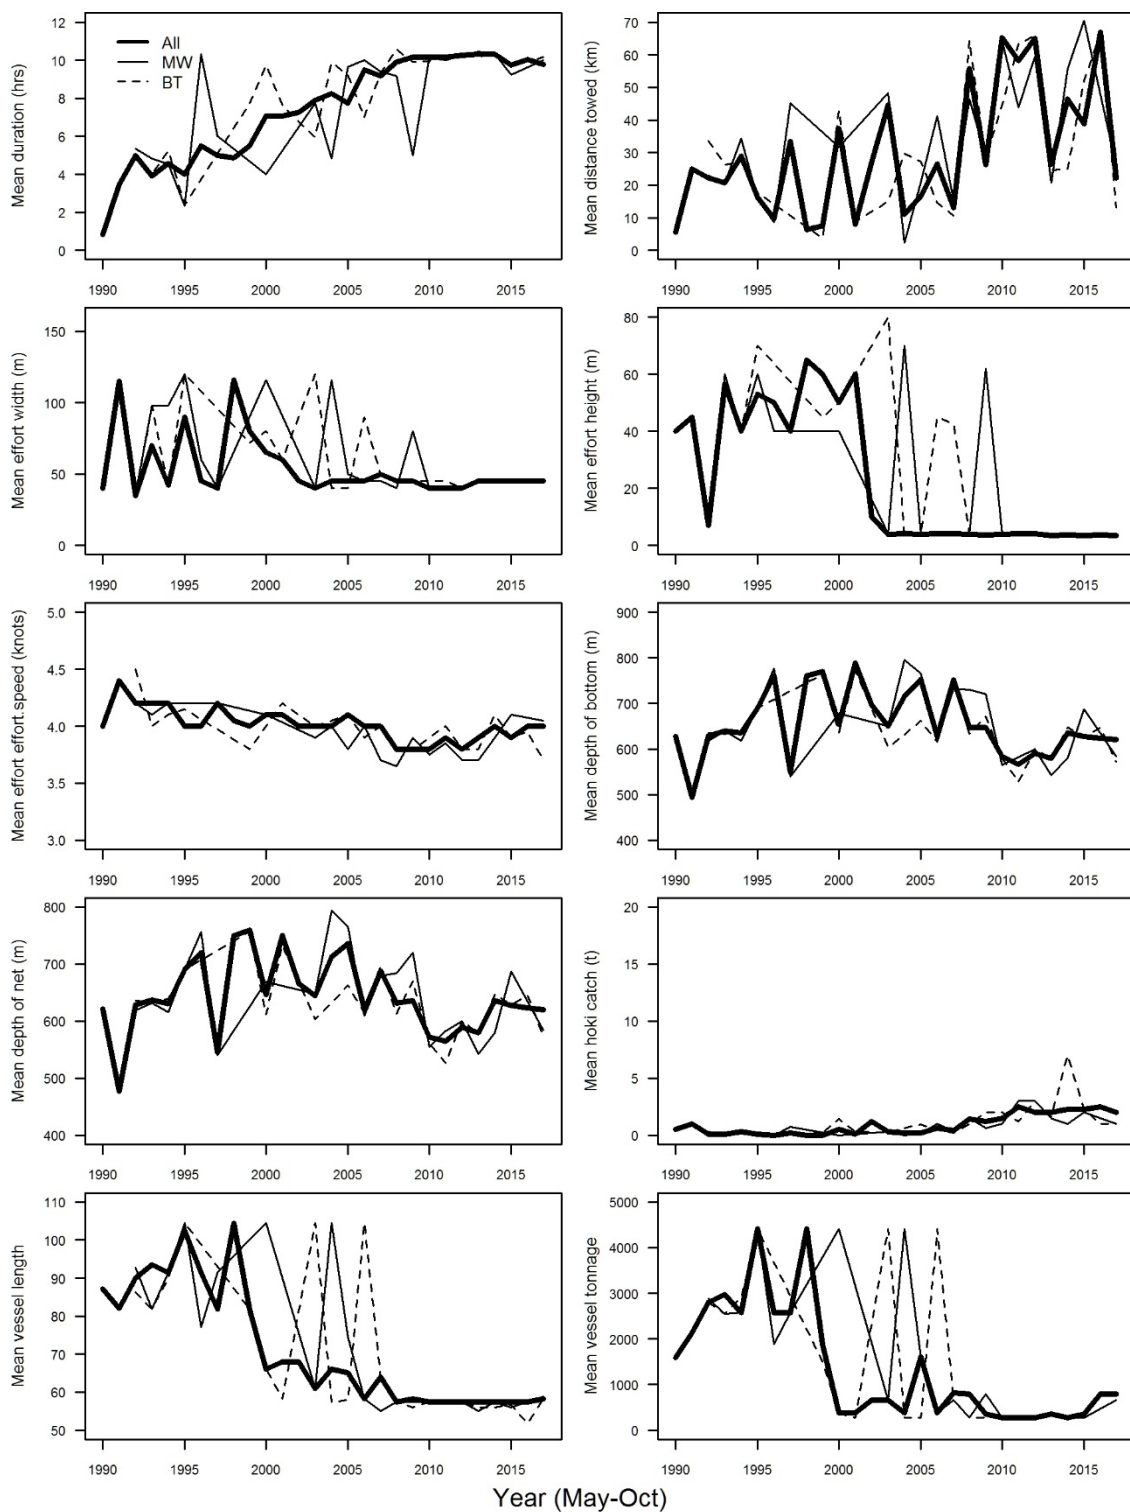 Mean duration (hrs)
12
10
8
6
4
2
0
All
MW
BT
1990 1995 2000 2005 2010 2015
Mean distance towed (km)
70
60
50
40
30
20
10
0
1990 1995 2000 2005 2010 2015
Mean effort width (m)
150
100
50
0
1990 1995 2000 2005 2010 2015
Mean effort height (m)
80
60
40
20
0
1990 1995 2000 2005 2010 2015
Mean effort effort.speed (knots)
5.0
4.5
4.0
3.5
3.0
1990 1995 2000 2005 2010 2015
Mean depth of bottom (m)
900
800
700
600
500
400
1990 1995 2000 2005 2010 2015
Mean depth of net (m)
800
700
600
500
400
1990 1995 2000 2005 2010 2015
Mean hoki catch (t)
20
15
10
5
0
1990 1995 2000 2005 2010 2015
Mean vessel length
110
100
90
80
70
60
50
1990 1995 2000 2005 2010 2015
Mean vessel tonnage
5000
4000
3000
2000
1000
0
1990 1995 2000 2005 2010 2015
Year (May-Oct)